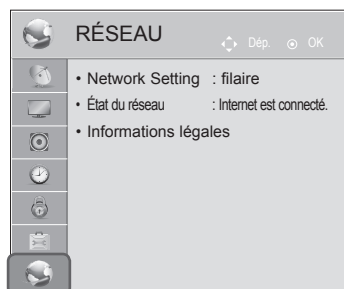 RÉSEAU
Dép. OK
• Network Setting : filaire
• État du réseau : Internet est connecté.
• Informations légales